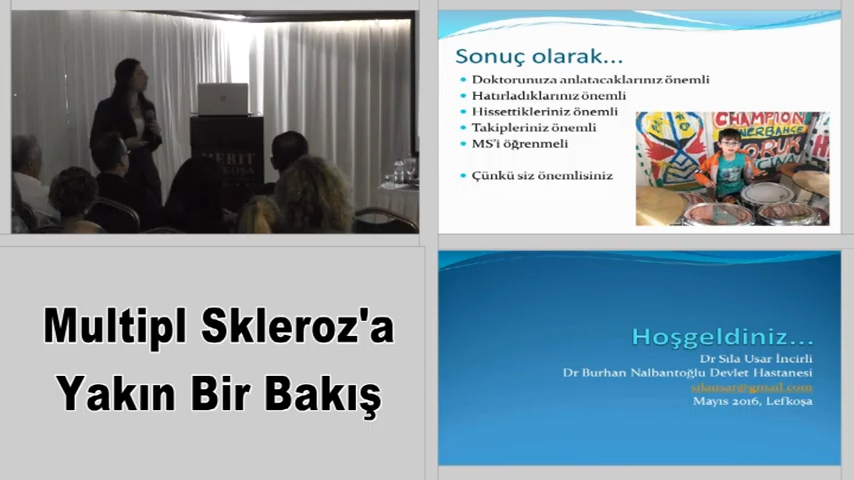 MERIT
Sonuç olarak...
Doktorunuza anlatacaklarınız önemli
Hatırladıklarınız önemli
Hissettikleriniz önemli
Takipleriniz önemli
MS'i öğrenmeli
Çünkü siz önemlisiniz
CHAMPION
FENERBAHÇE
Multipl Skleroz'a
Yakın Bir Bakış
Hoşgeldiniz...
Dr Sıla Usar İncirli
Dr Burhan Nalbantoğlu Devlet Hastanesi
silausar@gmail.com
Mayıs 2016, Lefkoşa